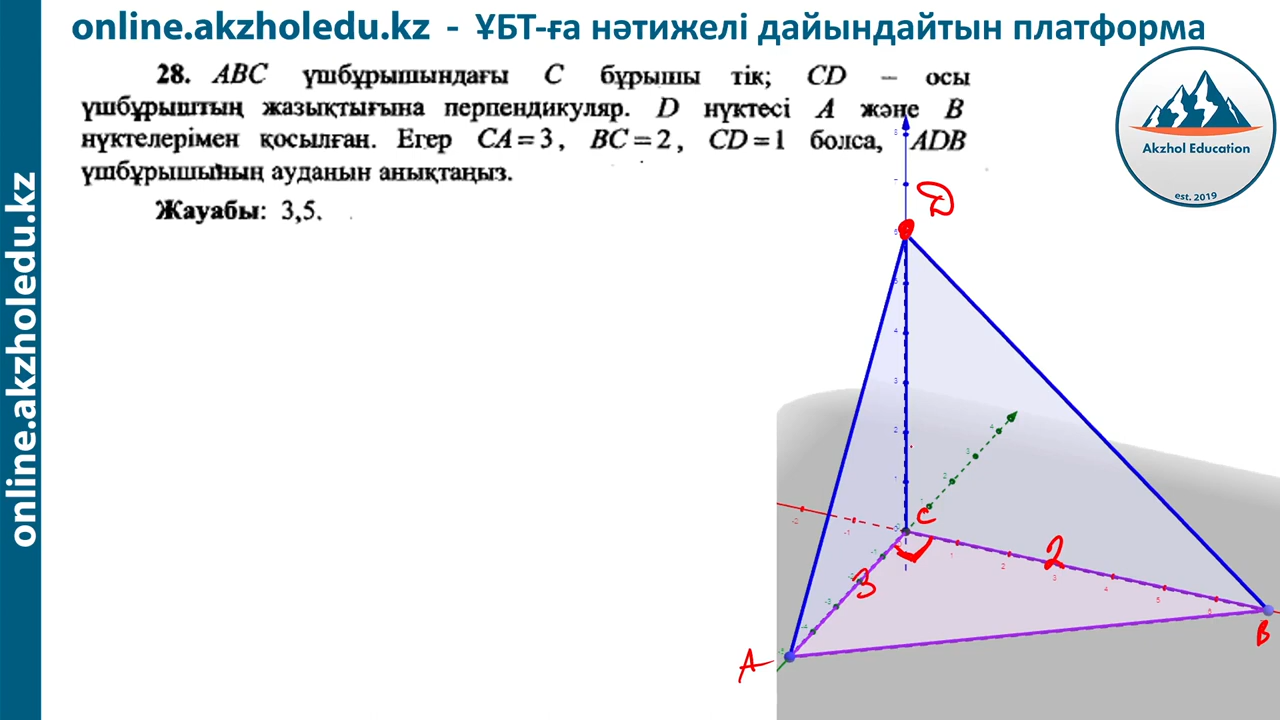 online.akzholedu.kz - ҰБТ-ға нәтижелі дайындайтын платформа
28. ABC үшбұрышындағы C бұрышы тік; CD – осы
үшбұрыштың жазықтығына перпендикуляр. D нүктесі A және B
нүктелерімен қосылған. Егер CA=3, BC=2, CD=1 болса, ADB
үшбұрышының ауданын анықтаңыз.
Жауабы: 3,5.
Akzhol Education
est. 2019
online.akzholedu.kz
D
C
2
3
A
B